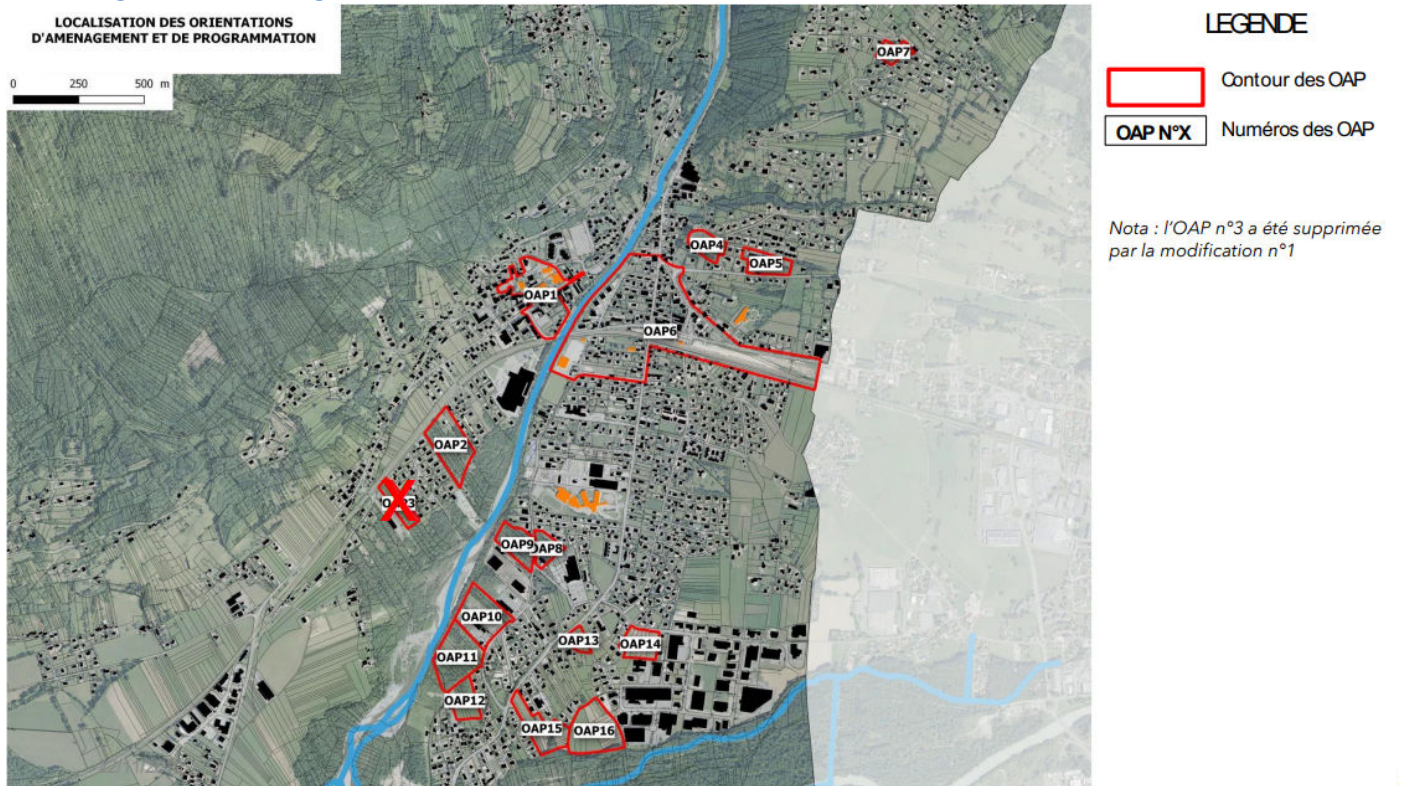 LOCALISATION DES ORIENTATIONS
D'AMENAGEMENT ET DE PROGRAMMATION
0 250 500 m
LEGENDE
Contour des OAP
OAP N°X Numéros des OAP
Nota : l'OAP n°3 a été supprimée
par la modification n°1
OAP7
OAP4
OAP5
OAP1
OAP6
OAP2
X
OAP9
OAP8
OAP10
OAP13
OAP14
OAP11
OAP12
OAP15
OAP16